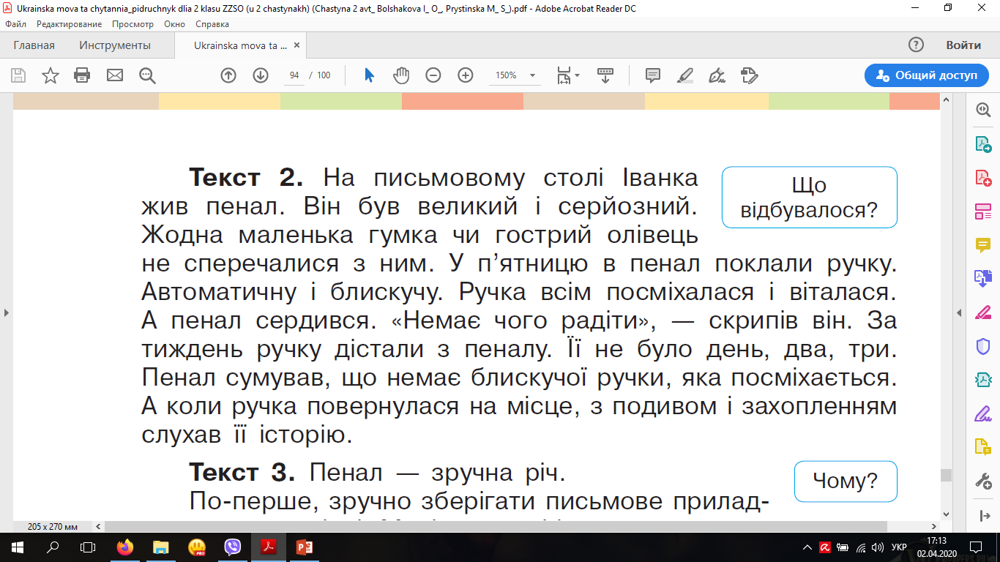 Ukrainska mova ta chytannia_pidruchnyk dlia 2 klasu ZZSO (u 2 chastynakh) (Chastyna 2 avt_ Bolshakova I_ O_, Prystinska M_ S_).pdf - Adobe Acrobat Reader DC
Файл Редактирование Просмотр Окно Справка
Главная Инструменты Ukrainska mova ta ... × Войти
94 / 100 150% Общий доступ
Текст 2. На письмовому столі Іванка
жив пенал. Він був великий і серйозний.
Жодна маленька гумка чи гострий олівець
не сперечалися з ним. У п’ятницю в пенал поклали ручку.
Автоматичну і блискучу. Ручка всім посміхалася і віталася.
А пенал сердився. «Немає чого радіти», — скрипів він. За
тиждень ручку дістали з пеналу. Її не було день, два, три.
Пенал сумував, що немає блискучої ручки, яка посміхається.
А коли ручка повернулася на місце, з подивом і захопленням
слухав її історію.
Що
відбувалося?
Текст 3. Пенал — зручна річ.
По-перше, зручно зберігати письмове прилад-
Чому?
205 x 270 мм
УКР
17:13
02.04.2020